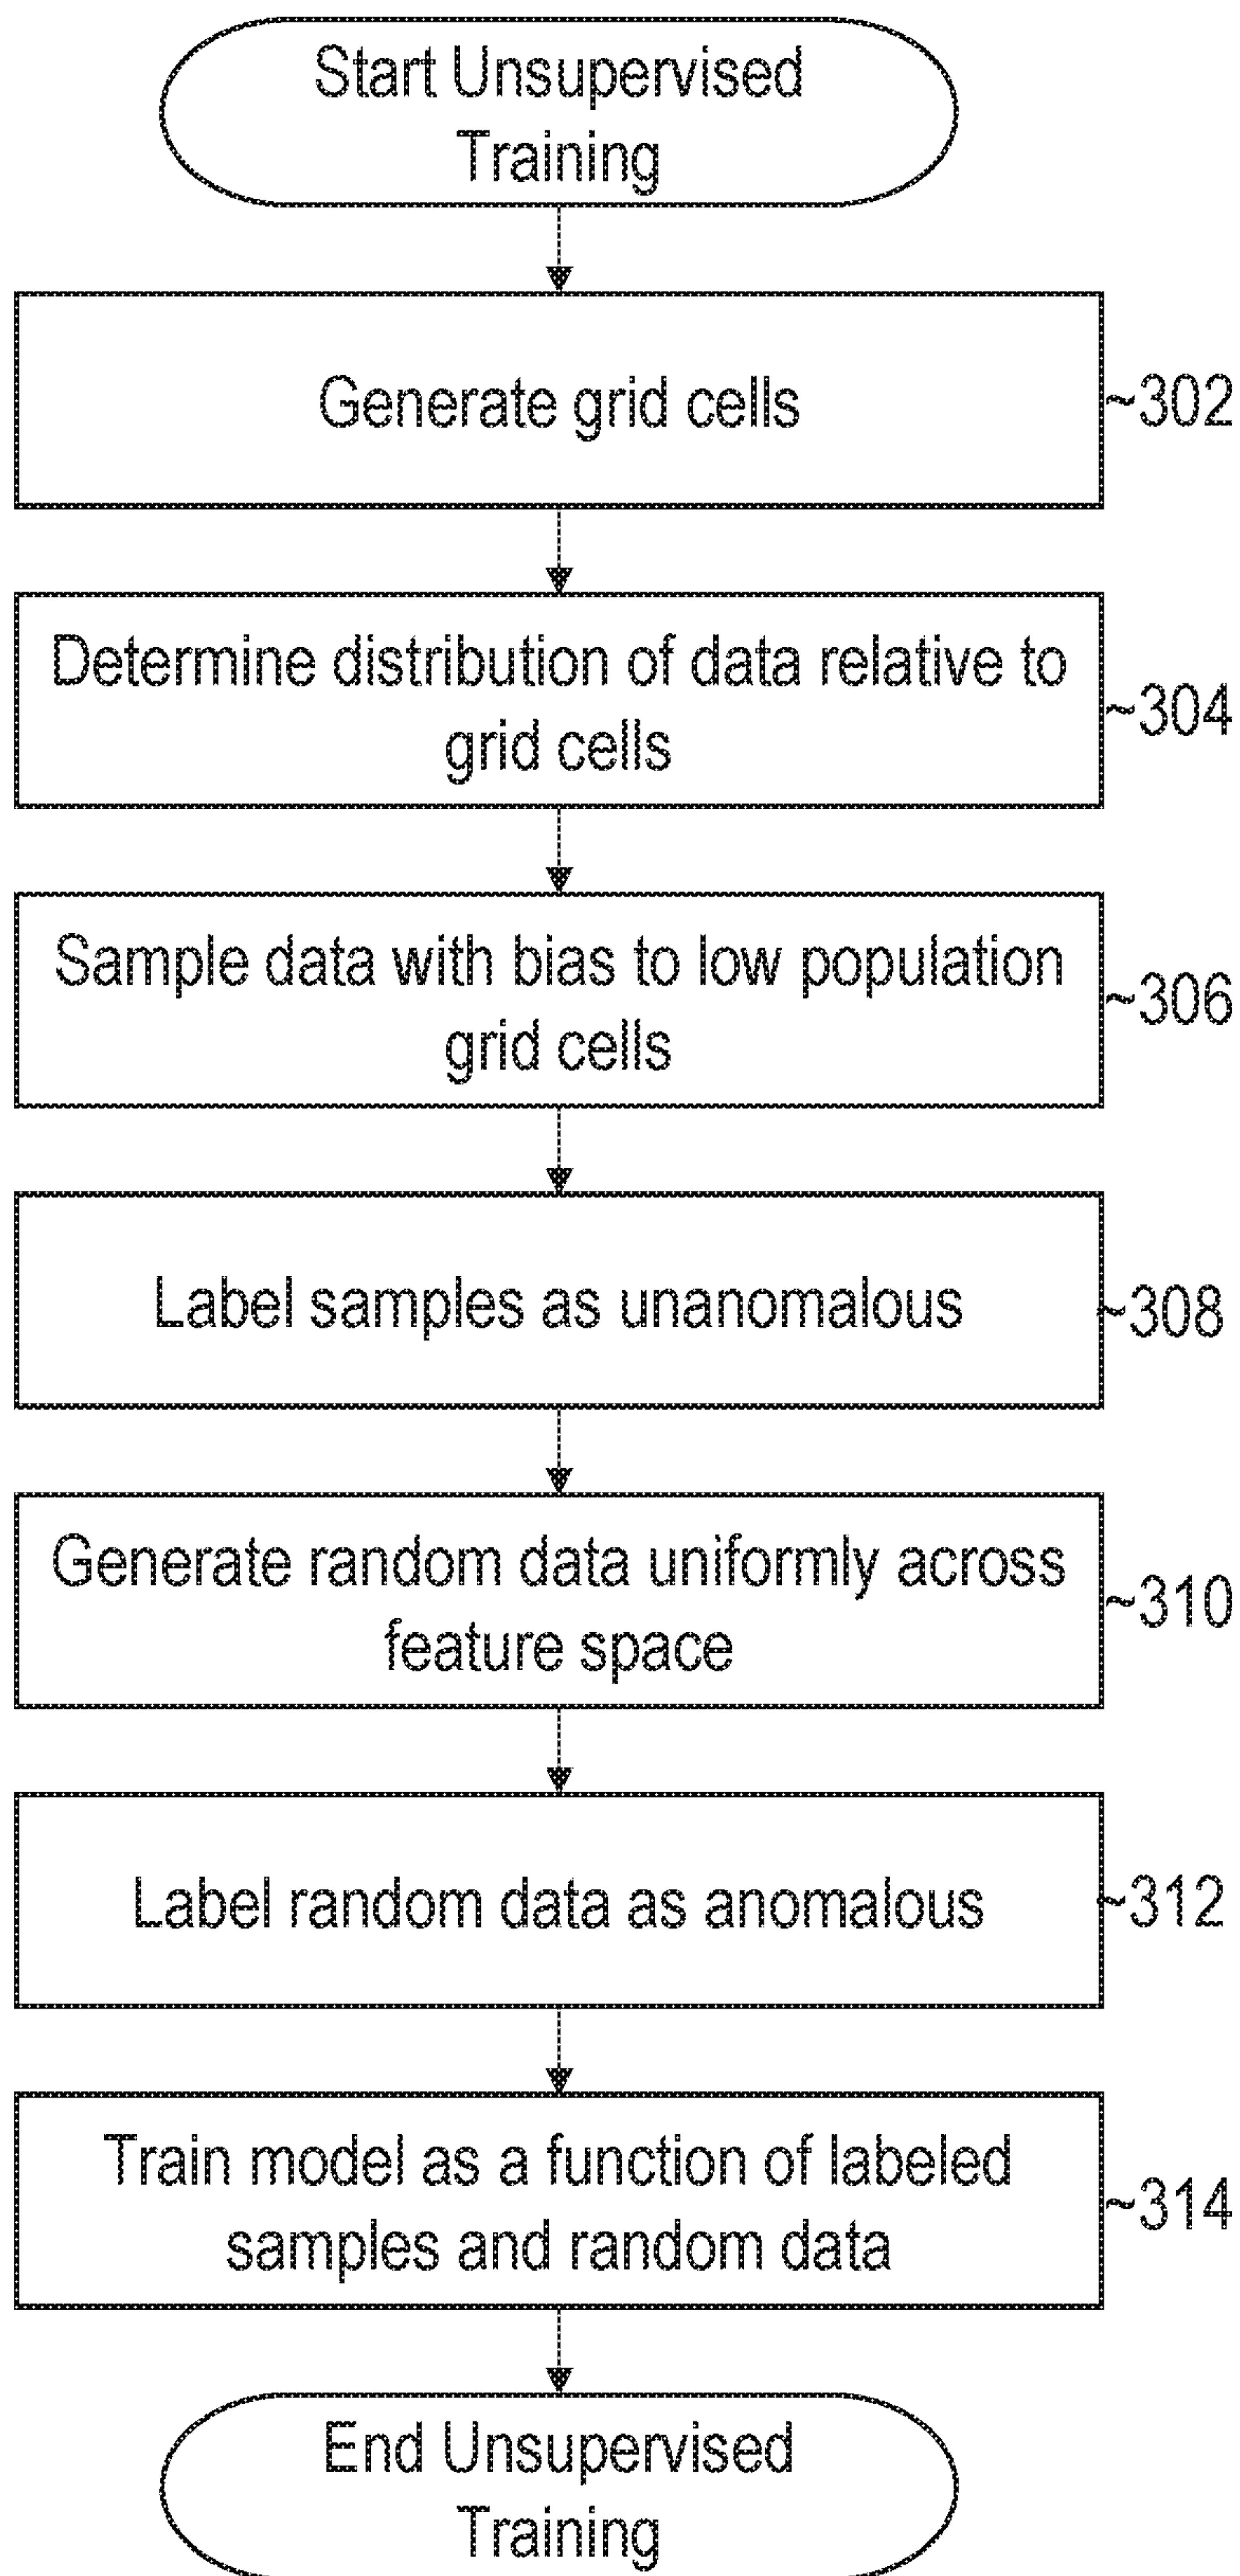 Start Unsupervised
Training
Generate grid cells
~302
Determine distribution of data relative to
grid cells
~304
Sample data with bias to low population
grid cells
~306
Label samples as unanomalous
~308
Generate random data uniformly across
feature space
~310
Label random data as anomalous
~312
Train model as a function of labeled
samples and random data
~314
End Unsupervised
Training